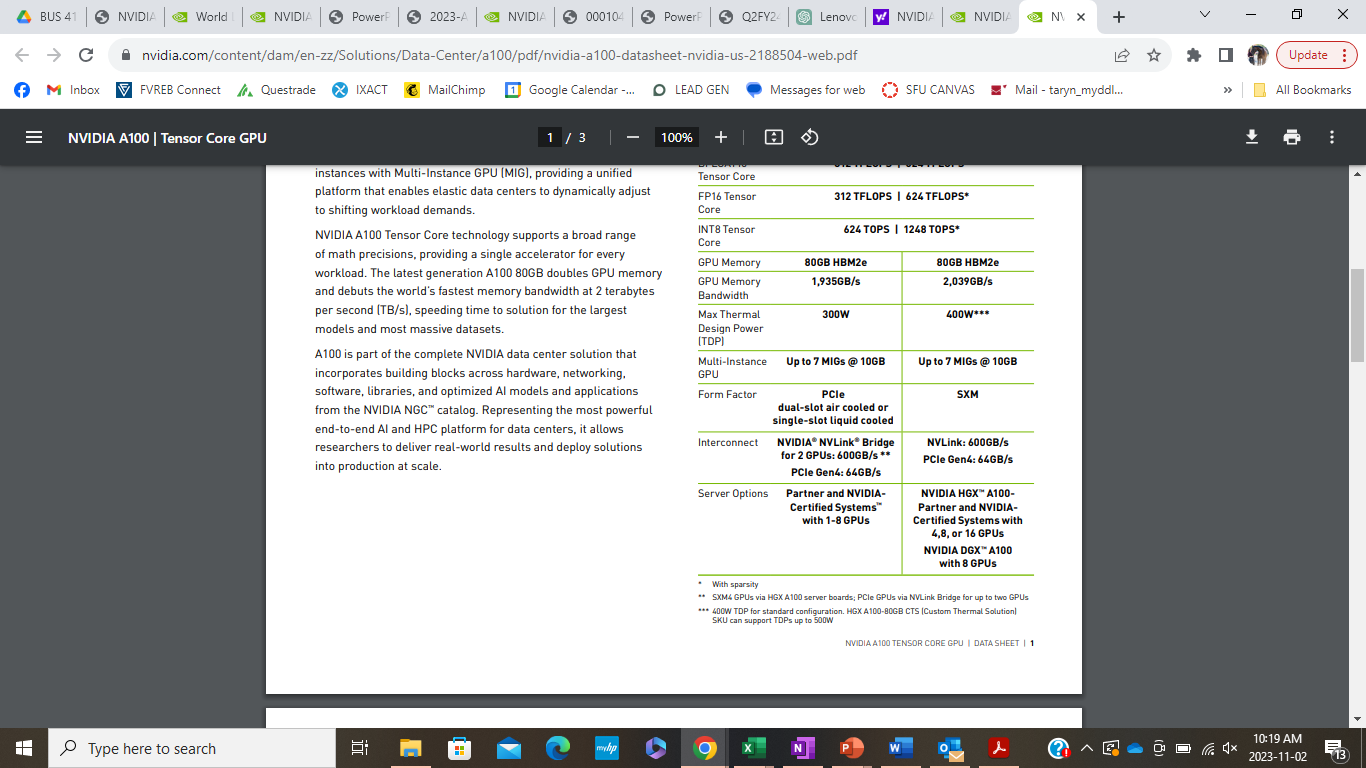 BUS 41
NVIDIA
World
NVIDIA
PowerP
2023-A
NVIDIA
000104
PowerP
Q2FY24
Lenovo
NVIDIA
NVIDIA
NV
nvidia.com/content/dam/en-zz/Solutions/Data-Center/a100/pdf/nvidia-a100-datasheet-nvidia-us-2188504-web.pdf
Update
Inbox
FVREB Connect
Questrade
IXACT
MailChimp
Google Calendar -...
LEAD GEN
Messages for web
SFU CANVAS
Mail - taryn_myddl...
»
All Bookmarks
NVIDIA A100 | Tensor Core GPU
1 / 3
100%
instances with Multi-Instance GPU (MIG), providing a unified
platform that enables elastic data centers to dynamically adjust
to shifting workload demands.
NVIDIA A100 Tensor Core technology supports a broad range
of math precisions, providing a single accelerator for every
workload. The latest generation A100 80GB doubles GPU memory
and debuts the world's fastest memory bandwidth at 2 terabytes
per second (TB/s), speeding time to solution for the largest
models and most massive datasets.
A100 is part of the complete NVIDIA data center solution that
incorporates building blocks across hardware, networking,
software, libraries, and optimized AI models and applications
from the NVIDIA NGC™ catalog. Representing the most powerful
end-to-end AI and HPC platform for data centers, it allows
researchers to deliver real-world results and deploy solutions
into production at scale.
Tensor Core
FP16 Tensor 312 TFLOPS | 624 TFLOPS*
Core
INT8 Tensor 624 TOPS | 1248 TOPS*
Core
GPU Memory 80GB HBM2e 80GB HBM2e
GPU Memory 1,935GB/s 2,039GB/s
Bandwidth
Max Thermal 300W 400W***
Design Power
(TDP)
Multi-Instance Up to 7 MIGs @ 10GB Up to 7 MIGs @ 10GB
GPU
Form Factor PCIe SXM
dual-slot air cooled or
single-slot liquid cooled
Interconnect NVIDIA® NVLink® Bridge NVLink: 600GB/s
for 2 GPUs: 600GB/s ** PCIe Gen4: 64GB/s
PCIe Gen4: 64GB/s
Server Options Partner and NVIDIA- NVIDIA HGX™ A100-
Certified Systems™ Partner and NVIDIA-
with 1-8 GPUs Certified Systems with
4,8, or 16 GPUs
NVIDIA DGX™ A100
with 8 GPUs
* With sparsity
** SXM4 GPUs via HGX A100 server boards; PCIe GPUs via NVLink Bridge for up to two GPUs
*** 400W TDP for standard configuration. HGX A100-80GB CTS (Custom Thermal Solution)
SKU can support TDPs up to 500W
NVIDIA A100 TENSOR CORE GPU | DATA SHEET | 1
Type here to search
10:19 AM
2023-11-02
13